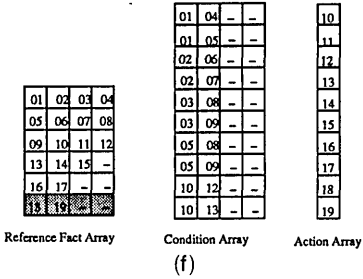 01 02 03 04
05 06 07 08
09 10 11 12
13 14 15 –
16 17 – –
18 19 – –
Reference Fact Array
01 04 – –
01 05 – –
02 06 – –
02 07 – –
03 08 – –
03 09 – –
05 08 – –
05 09 – –
10 12 – –
10 13 – –
Condition Array
10
11
12
13
14
15
16
17
18
19
Action Array
(f)